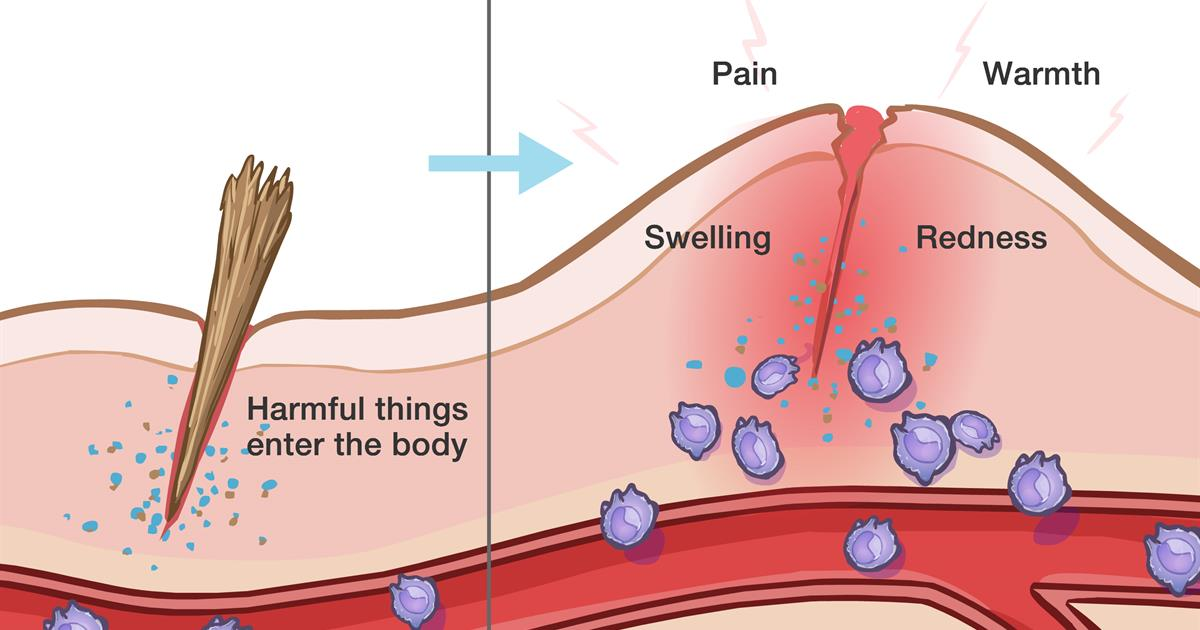 Pain
Warmth
Swelling
Redness
Harmful things
enter the body